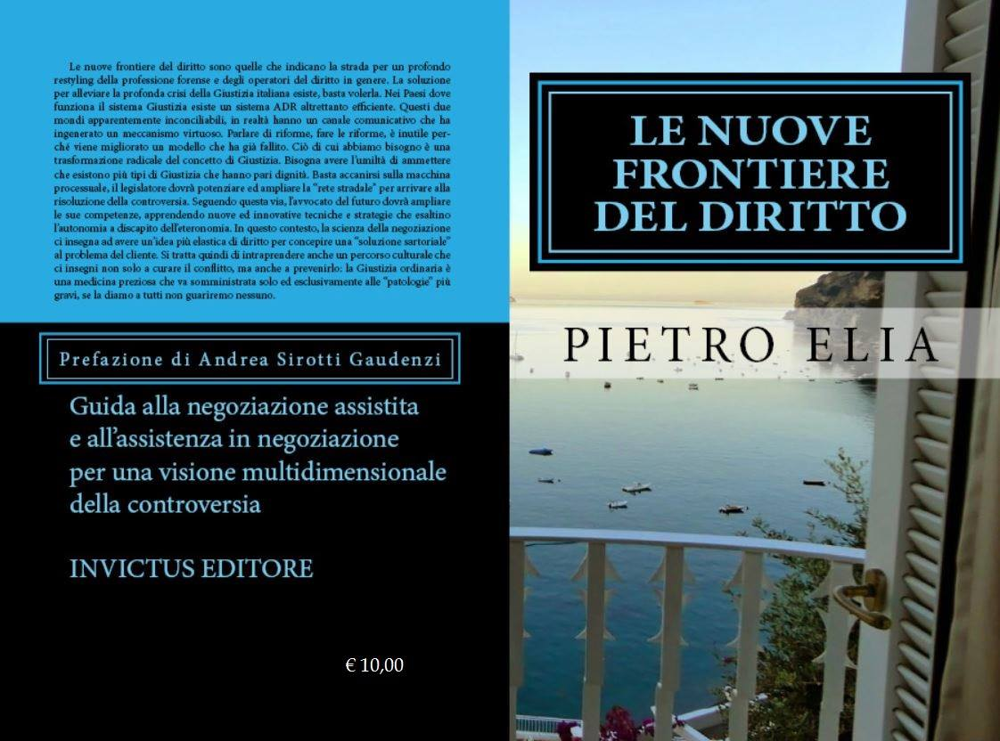 Le nuove frontiere del diritto sono quelle che indicano la strada per un profondo
restyling della professione forense e degli operatori del diritto in genere. La soluzione
per alleviare la profonda crisi della Giustizia italiana esiste, basta volerla. Nei Paesi dove
funziona il sistema Giustizia esiste un sistema ADR altrettanto efficiente. Questi due
mondi apparentemente inconciliabili, in realtà hanno un canale comunicativo che ha
ingenerato un meccanismo virtuoso. Parlare di riforme, fare le riforme, è inutile per-
ché viene migliorato un modello che ha già fallito. Ciò di cui abbiamo bisogno è una
trasformazione radicale del concetto di Giustizia. Bisogna avere l'umiltà di ammettere
che esistono più tipi di Giustizia che hanno pari dignità. Basta accanirsi sulla macchina
processuale, il legislatore dovrà potenziare ed ampliare la "rete stradale" per arrivare alla
risoluzione della controversia. Seguendo questa via, l'avvocato del futuro dovrà ampliare
le sue competenze, apprendendo nuove ed innovative tecniche e strategie che esaltino
l'autonomia a discapito dell'eteronomia. In questo contesto, la scienza della negoziazione
ci insegna ad avere un'idea più elastica di diritto per concepire una "soluzione sartoriale"
al problema del cliente. Si tratta quindi di intraprendere anche un percorso culturale che
ci insegni non solo a curare il conflitto, ma anche a prevenirlo: la Giustizia ordinaria è
una medicina preziosa che va somministrata solo ed esclusivamente alle "patologie" più
gravi, se la diamo a tutti non guariremo nessuno.
Prefazione di Andrea Sirotti Gaudenzi
Guida alla negoziazione assistita
e all'assistenza in negoziazione
per una visione multidimensionale
della controversia
INVICTUS EDITORE
€ 10,00
LE NUOVE
FRONTIERE
DEL DIRITTO
PIETRO ELIA